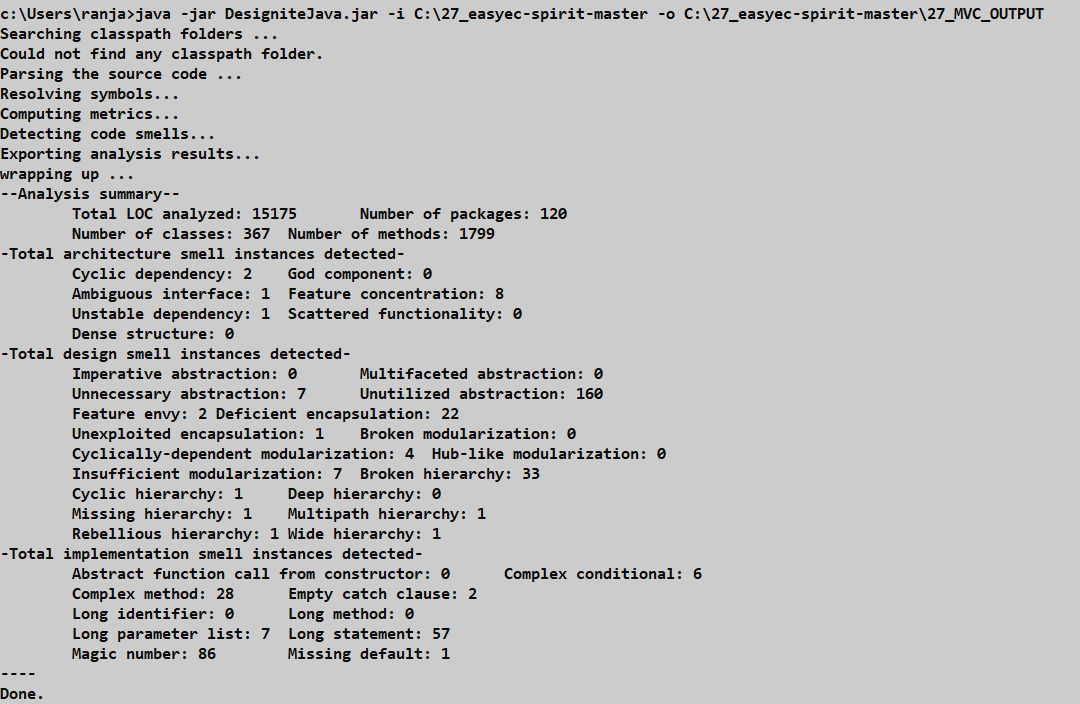 c:\Users\ranja>java -jar DesigniteJava.jar -i C:\27_easyec-spirit-master -o C:\27_easyec-spirit-master\27_MVC_OUTPUT
Searching classpath folders ...
Could not find any classpath folder.
Parsing the source code ...
Resolving symbols...
Computing metrics...
Detecting code smells...
Exporting analysis results...
wrapping up ...
--Analysis summary--
Total LOC analyzed: 15175 Number of packages: 120
Number of classes: 367 Number of methods: 1799
-Total architecture smell instances detected-
Cyclic dependency: 2 God component: 0
Ambiguous interface: 1 Feature concentration: 8
Unstable dependency: 1 Scattered functionality: 0
Dense structure: 0
-Total design smell instances detected-
Imperative abstraction: 0 Multifaceted abstraction: 0
Unnecessary abstraction: 7 Unutilized abstraction: 160
Feature envy: 2 Deficient encapsulation: 22
Unexploited encapsulation: 1 Broken modularization: 0
Cyclically-dependent modularization: 4 Hub-like modularization: 0
Insufficient modularization: 7 Broken hierarchy: 33
Cyclic hierarchy: 1 Deep hierarchy: 0
Missing hierarchy: 1 Multipath hierarchy: 1
Rebellious hierarchy: 1 Wide hierarchy: 1
-Total implementation smell instances detected-
Abstract function call from constructor: 0 Complex conditional: 6
Complex method: 28 Empty catch clause: 2
Long identifier: 0 Long method: 0
Long parameter list: 7 Long statement: 57
Magic number: 86 Missing default: 1
----
Done.